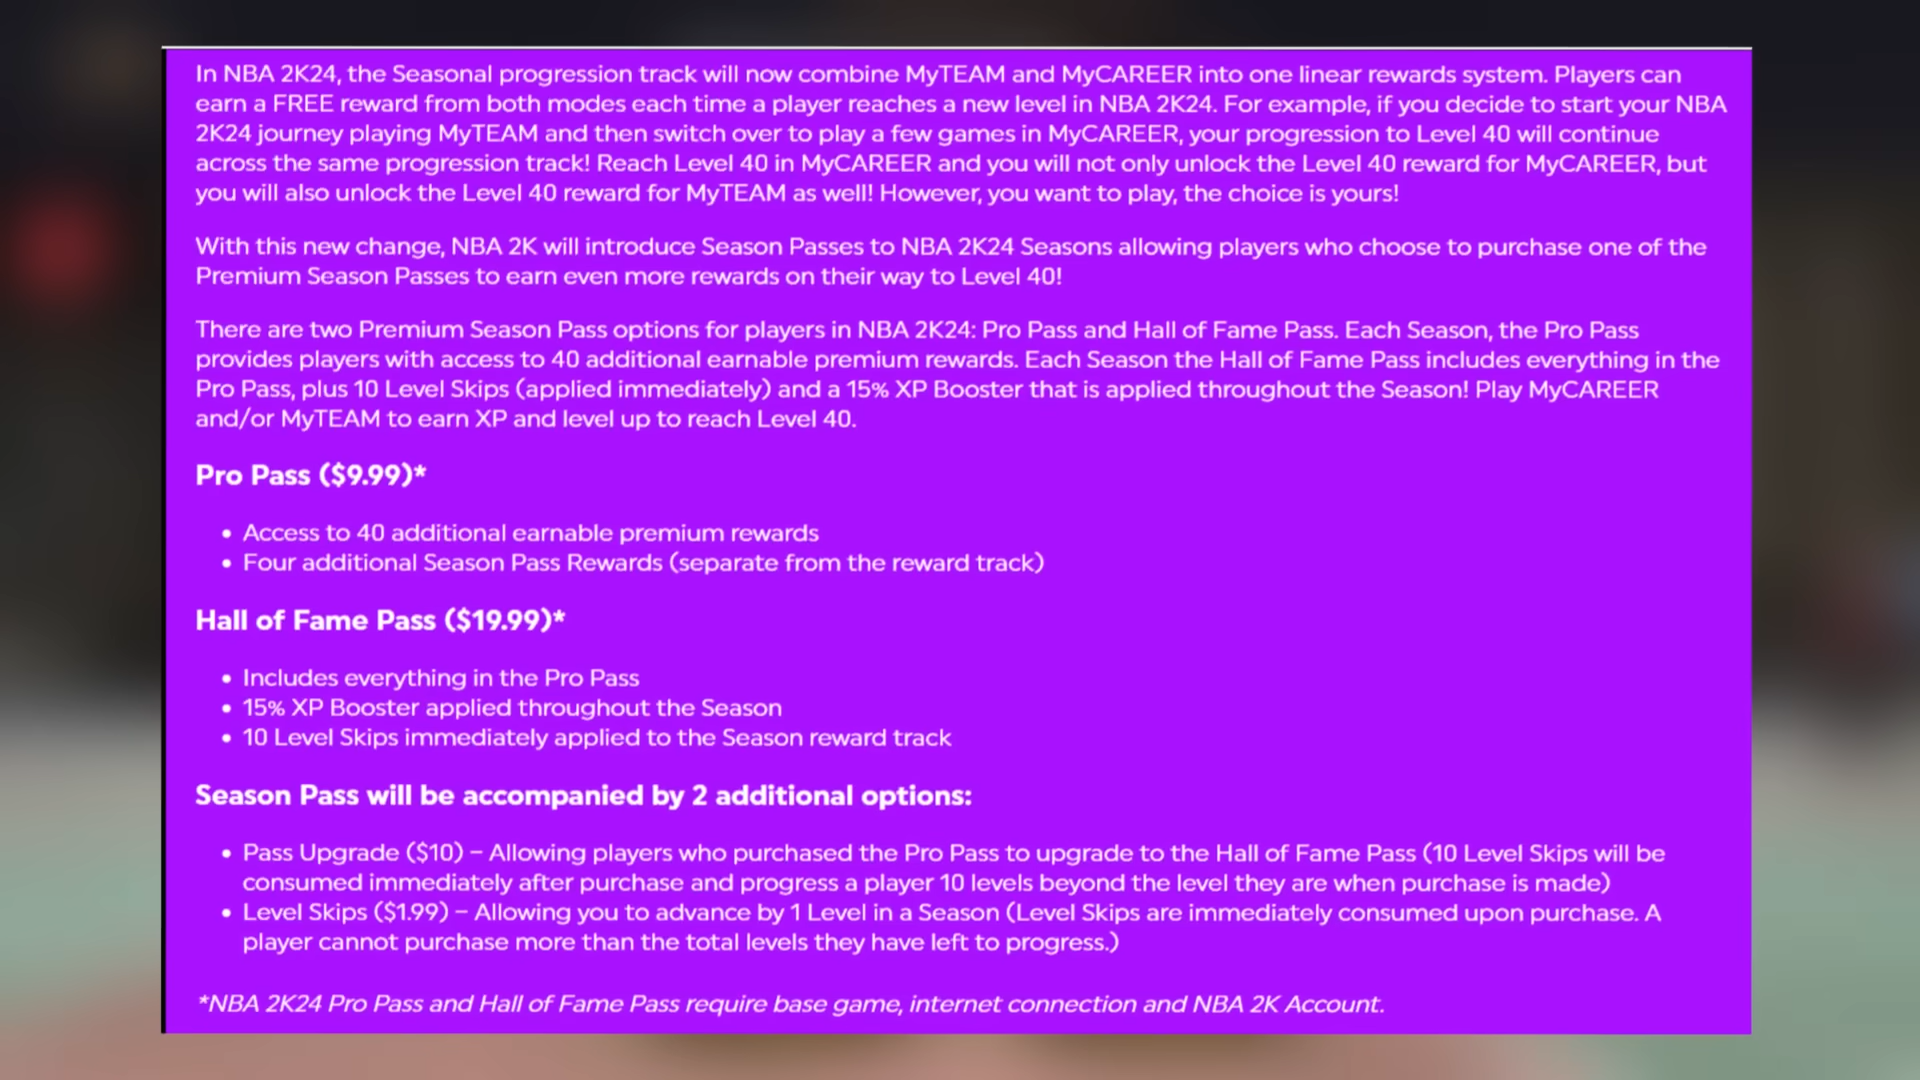 In NBA 2K24, the Seasonal progression track will now combine MyTEAM and MyCAREER into one linear rewards system. Players can
earn a FREE reward from both modes each time a player reaches a new level in NBA 2K24. For example, if you decide to start your NBA
2K24 journey playing MyTEAM and then switch over to play a few games in MyCAREER, your progression to Level 40 will continue
across the same progression track! Reach Level 40 in MyCAREER and you will not only unlock the Level 40 reward for MyCAREER, but
you will also unlock the Level 40 reward for MyTEAM as well! However, you want to play, the choice is yours!
With this new change, NBA 2K will introduce Season Passes to NBA 2K24 Seasons allowing players who choose to purchase one of the
Premium Season Passes to earn even more rewards on their way to Level 40!
There are two Premium Season Pass options for players in NBA 2K24: Pro Pass and Hall of Fame Pass. Each Season, the Pro Pass
provides players with access to 40 additional earnable premium rewards. Each Season the Hall of Fame Pass includes everything in the
Pro Pass, plus 10 Level Skips (applied immediately) and a 15% XP Booster that is applied throughout the Season! Play MyCAREER
and/or MyTEAM to earn XP and level up to reach Level 40.
Pro Pass ($9.99)*
• Access to 40 additional earnable premium rewards
• Four additional Season Pass Rewards (separate from the reward track)
Hall of Fame Pass ($19.99)*
• Includes everything in the Pro Pass
• 15% XP Booster applied throughout the Season
• 10 Level Skips immediately applied to the Season reward track
Season Pass will be accompanied by 2 additional options:
• Pass Upgrade ($10) – Allowing players who purchased the Pro Pass to upgrade to the Hall of Fame Pass (10 Level Skips will be
consumed immediately after purchase and progress a player 10 levels beyond the level they are when purchase is made)
• Level Skips ($1.99) – Allowing you to advance by 1 Level in a Season (Level Skips are immediately consumed upon purchase. A
player cannot purchase more than the total levels they have left to progress.)
*NBA 2K24 Pro Pass and Hall of Fame Pass require base game, internet connection and NBA 2K Account.